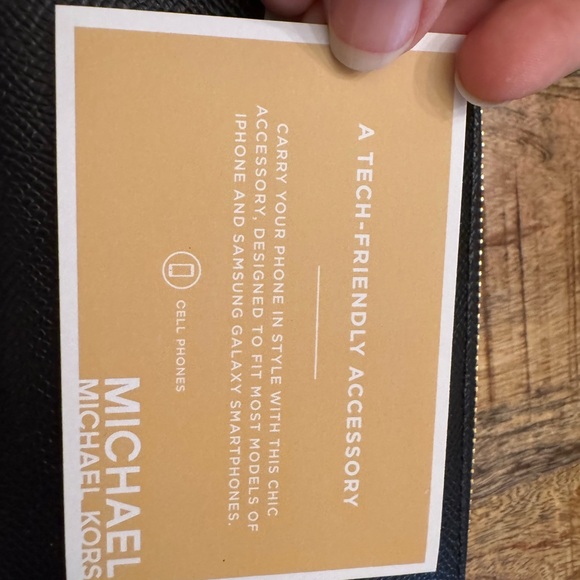 A TECH-FRIENDLY ACCESSORY
CARRY YOUR PHONE IN STYLE WITH THIS CHIC
ACCESSORY, DESIGNED TO FIT MOST MODELS OF
IPHONE AND SAMSUNG GALAXY SMARTPHONES.
CELL PHONES
MICHAEL
MICHAEL KORS